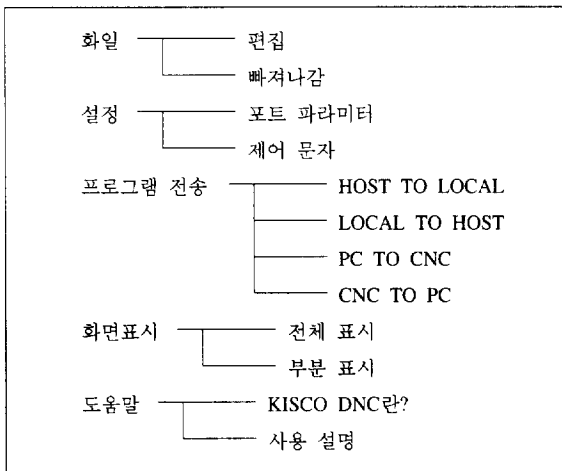 화일 편집
빠져나감
설정 포트 파라미터
제어 문자
프로그램 전송 HOST TO LOCAL
LOCAL TO HOST
PC TO CNC
CNC TO PC
화면표시 전체 표시
부분 표시
도움말 KISCO DNC란?
사용 설명